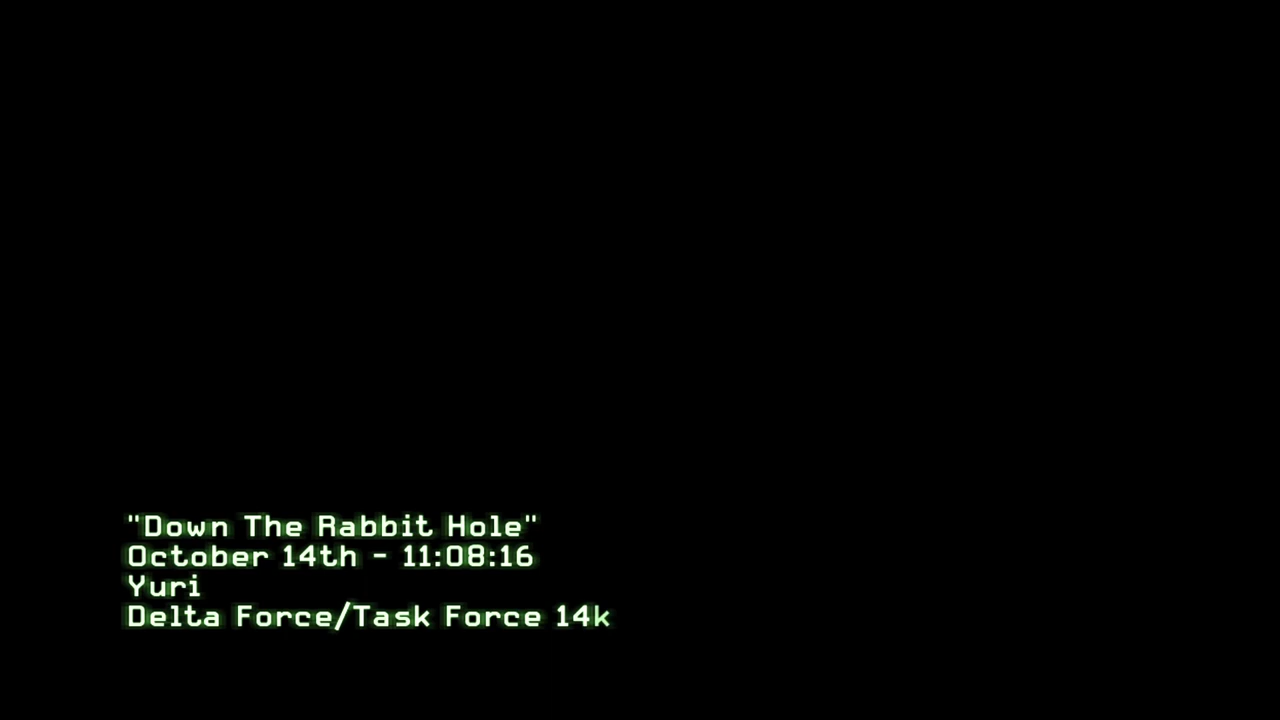 "Down The Rabbit Hole"
October 14th - 11:08:16
Yuri
Delta Force/Task Force 14k